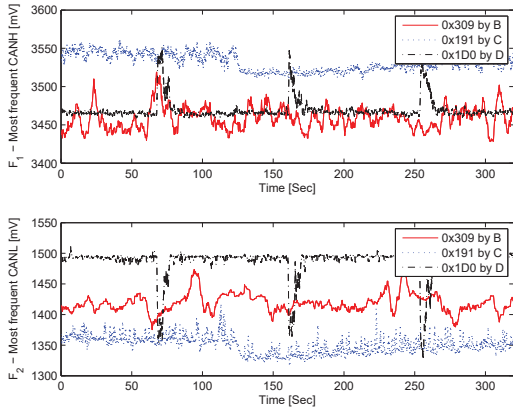 3600
3550
3500
3450
3400
F1 – Most frequent CANH [mV]
0x309 by B
0x191 by C
0x1D0 by D
0 50 100 150 200 250 300
Time [Sec]
1550
1500
1450
1400
1350
1300
F2 – Most frequent CANL [mV]
0x309 by B
0x191 by C
0x1D0 by D
0 50 100 150 200 250 300
Time [Sec]